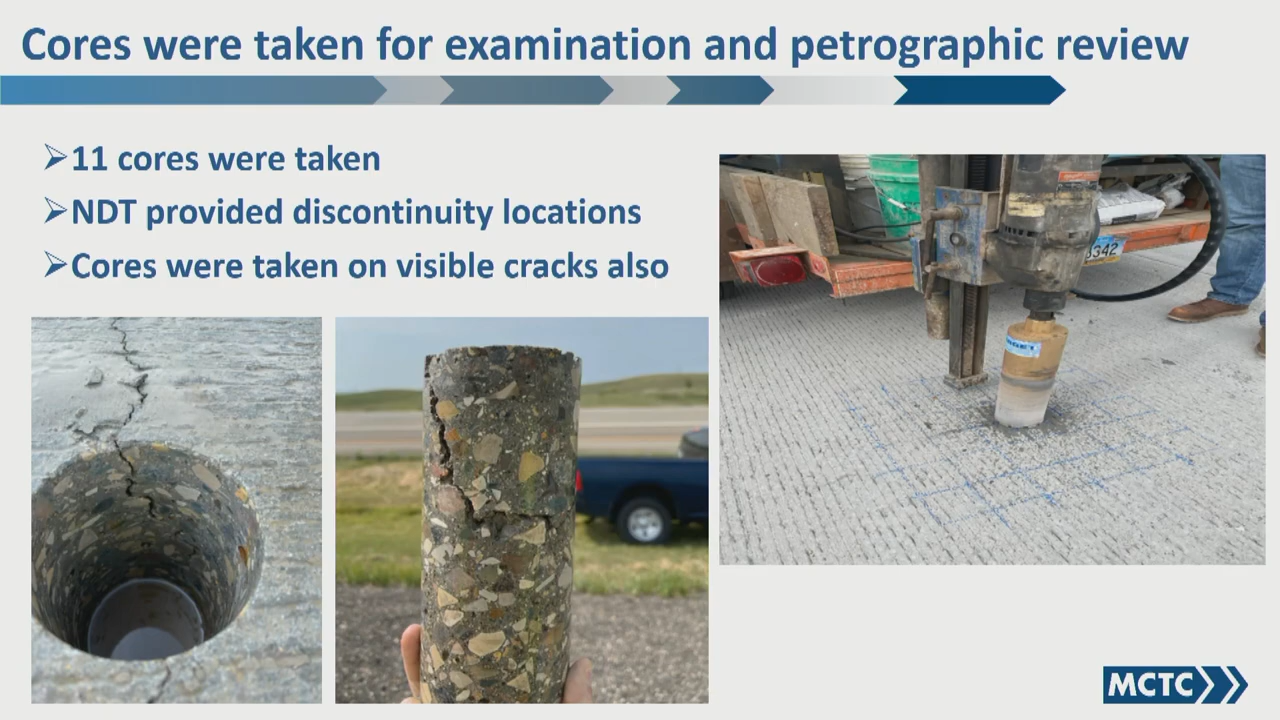 Cores were taken for examination and petrographic review
➢11 cores were taken
➢NDT provided discontinuity locations
➢Cores were taken on visible cracks also
342
MCTC